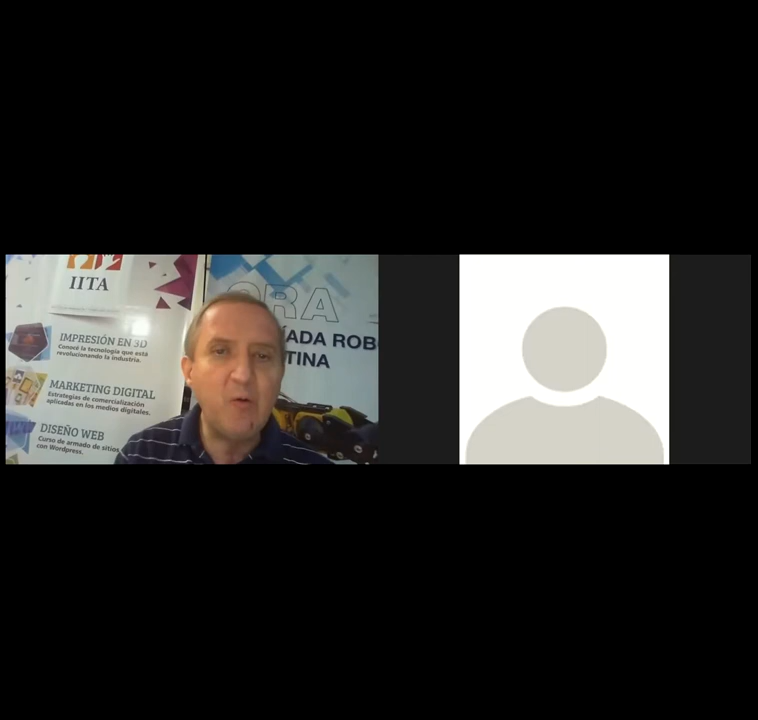 IITA
IMPRESIÓN EN 3D
Conocé la tecnología que está
revolucionando la industria.
MARKETING DIGITAL
Estrategias de comercialización
aplicadas en los medios digitales.
DISEÑO WEB
Curso de armado de sitios
con Wordpress.
ORA
ÍADA ROB
TINA